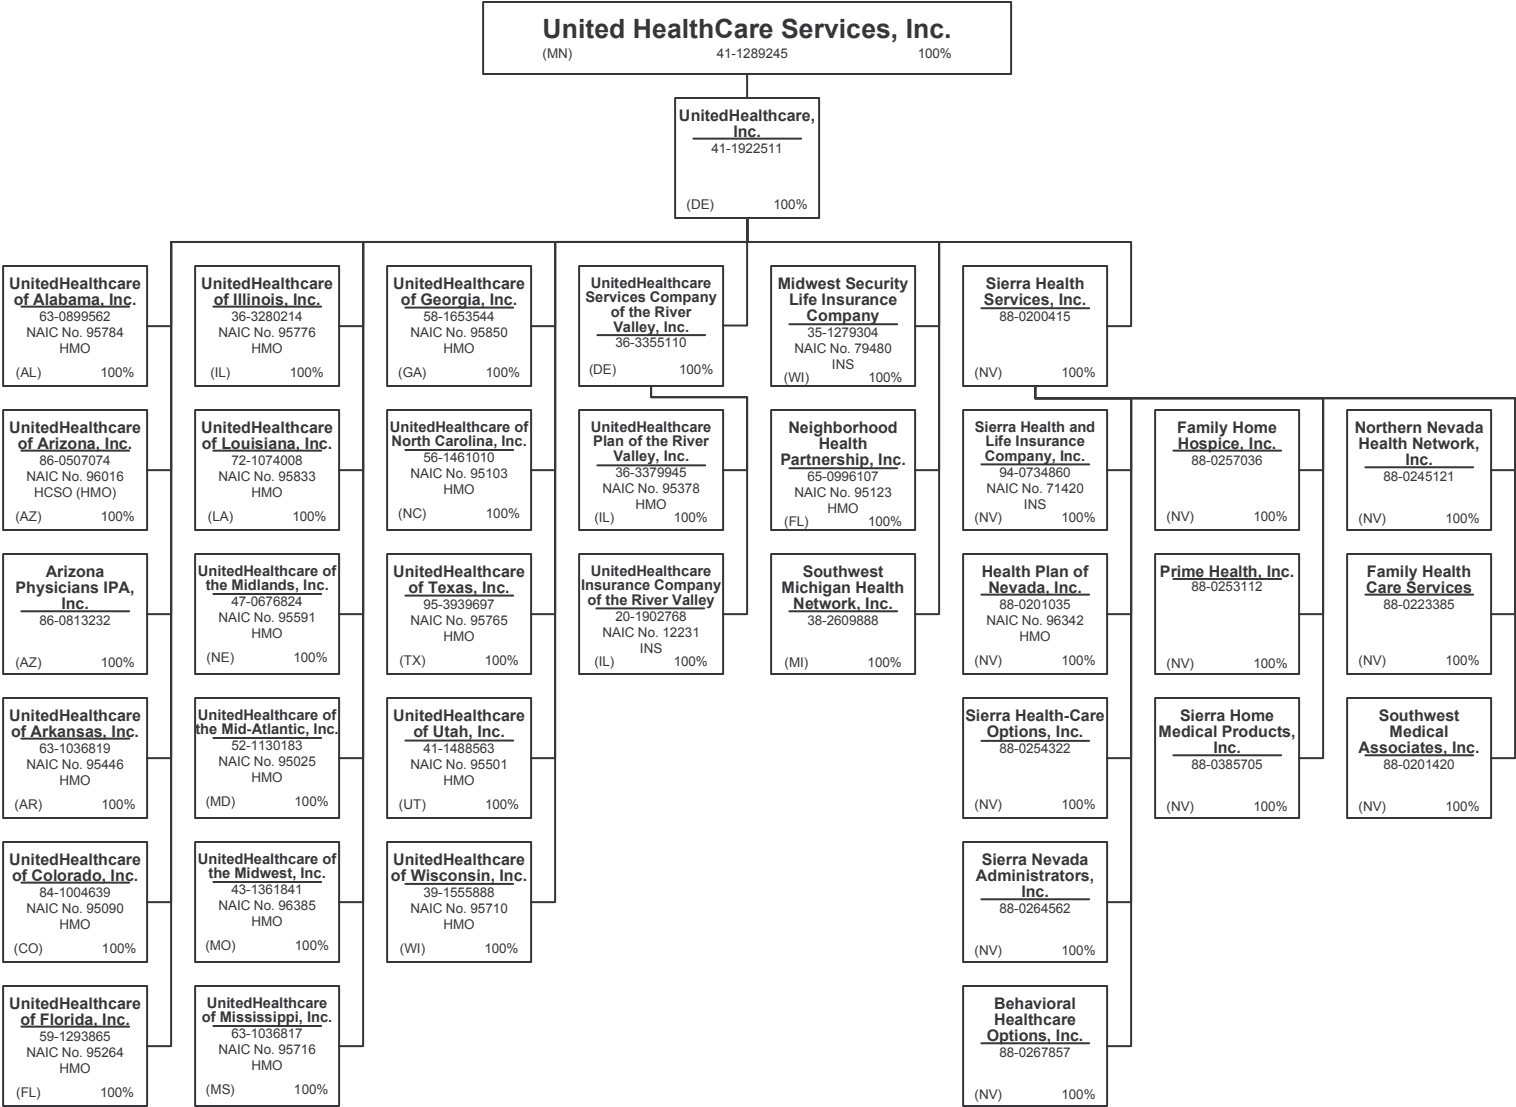 United HealthCare Services, Inc.
(MN) 41-1289245 100%
UnitedHealthcare,
Inc.
41-1922511
(DE) 100%
UnitedHealthcare
of Alabama, Inc.
63-0899562
NAIC No. 95784
HMO
(AL) 100%
UnitedHealthcare
of Arizona, Inc.
86-0507074
NAIC No. 96016
HCSO (HMO)
(AZ) 100%
Arizona
Physicians IPA,
Inc.
86-0813232
(AZ) 100%
UnitedHealthcare
of Arkansas, Inc.
63-1036819
NAIC No. 95446
HMO
(AR) 100%
UnitedHealthcare
of Colorado, Inc.
84-1004639
NAIC No. 95090
HMO
(CO) 100%
UnitedHealthcare
of Florida, Inc.
59-1293865
NAIC No. 95264
HMO
(FL) 100%
UnitedHealthcare
of Illinois, Inc.
36-3280214
NAIC No. 95776
HMO
(IL) 100%
UnitedHealthcare
of Louisiana, Inc.
72-1074008
NAIC No. 95833
HMO
(LA) 100%
UnitedHealthcare of
the Midlands, Inc.
47-0676824
NAIC No. 95591
HMO
(NE) 100%
UnitedHealthcare of
the Mid-Atlantic, Inc.
52-1130183
NAIC No. 95025
HMO
(MD) 100%
UnitedHealthcare of
the Midwest, Inc.
43-1361841
NAIC No. 96385
HMO
(MO) 100%
UnitedHealthcare
of Mississippi, Inc.
63-1036817
NAIC No. 95716
HMO
(MS) 100%
UnitedHealthcare
of Georgia, Inc.
58-1653544
NAIC No. 95850
HMO
(GA) 100%
UnitedHealthcare of
North Carolina, Inc.
56-1461010
NAIC No. 95103
HMO
(NC) 100%
UnitedHealthcare
of Texas, Inc.
95-3939697
NAIC No. 95765
HMO
(TX) 100%
UnitedHealthcare
of Utah, Inc.
41-1488563
NAIC No. 95501
HMO
(UT) 100%
UnitedHealthcare
of Wisconsin, Inc.
39-1555888
NAIC No. 95710
HMO
(WI) 100%
UnitedHealthcare
Services Company
of the River
Valley, Inc.
36-3355110
(DE) 100%
UnitedHealthcare
Plan of the River
Valley, Inc.
36-3379945
NAIC No. 95378
HMO
(IL) 100%
UnitedHealthcare
Insurance Company
of the River Valley
20-1902768
NAIC No. 12231
INS
(IL) 100%
Midwest Security
Life Insurance
Company
35-1279304
NAIC No. 79480
INS
(WI) 100%
Neighborhood
Health
Partnership, Inc.
65-0996107
NAIC No. 95123
HMO
(FL) 100%
Southwest
Michigan Health
Network, Inc.
38-2609888
(MI) 100%
Sierra Health
Services, Inc.
88-0200415
(NV) 100%
Sierra Health and
Life Insurance
Company, Inc.
94-0734860
NAIC No. 71420
INS
(NV) 100%
Health Plan of
Nevada, Inc.
88-0201035
NAIC No. 96342
HMO
(NV) 100%
Sierra Health-Care
Options, Inc.
88-0254322
(NV) 100%
Sierra Nevada
Administrators,
Inc.
88-0264562
(NV) 100%
Behavioral
Healthcare
Options, Inc.
88-0267857
(NV) 100%
Family Home
Hospice, Inc.
88-0257036
(NV) 100%
Prime Health, Inc.
88-0253112
(NV) 100%
Sierra Home
Medical Products,
Inc.
88-0385705
(NV) 100%
Northern Nevada
Health Network,
Inc.
88-0245121
(NV) 100%
Family Health
Care Services
88-0223385
(NV) 100%
Southwest
Medical
Associates, Inc.
88-0201420
(NV) 100%